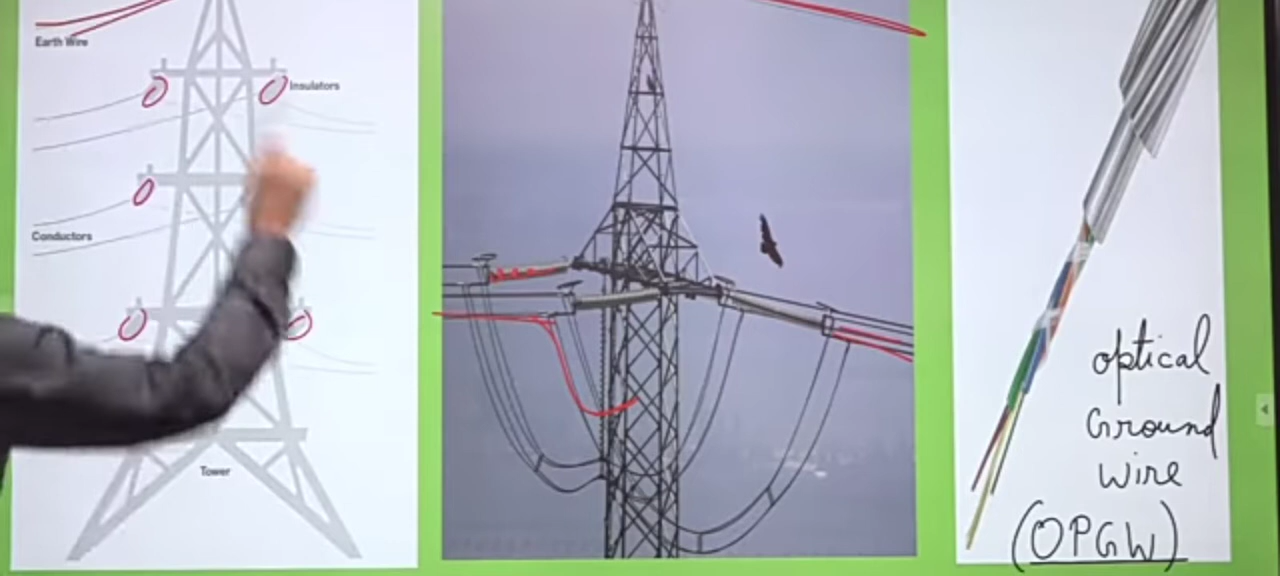 Earth Wire
Insulators
Conductors
Tower
optical
Ground
wire
(OPGW)